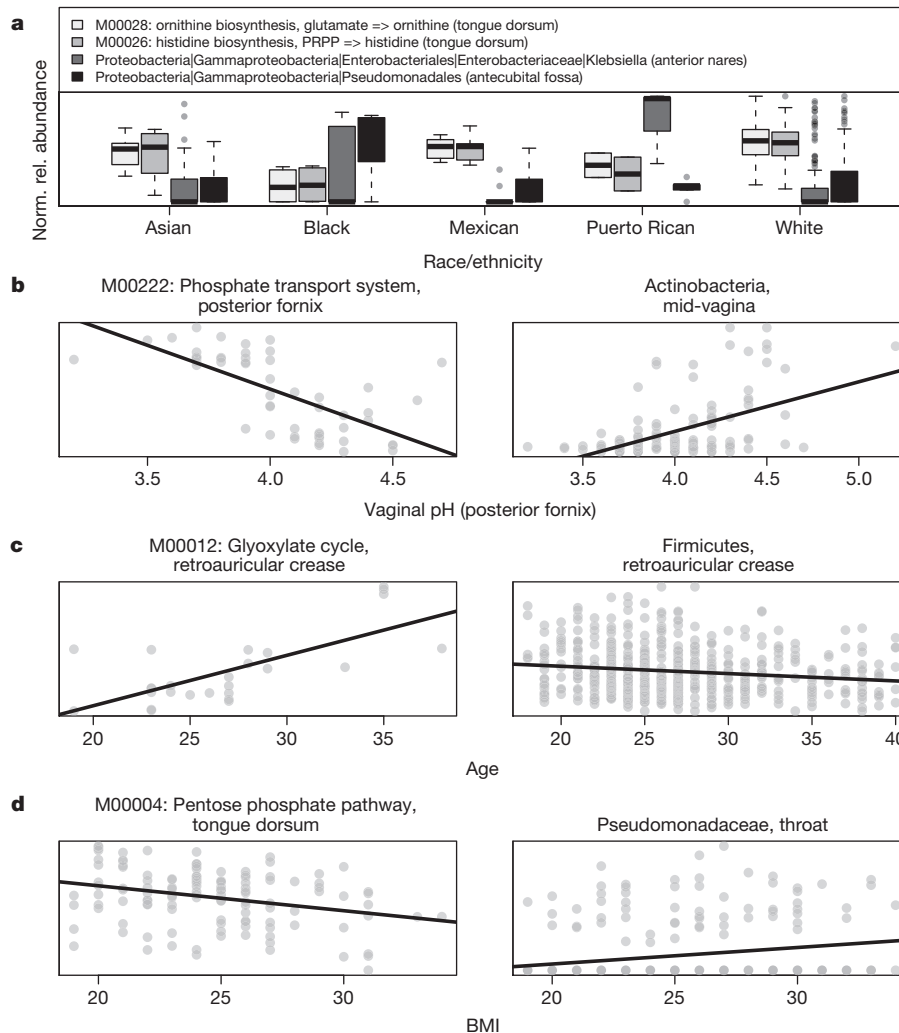 a
M00028: ornithine biosynthesis, glutamate => ornithine (tongue dorsum)
M00026: histidine biosynthesis, PRPP => histidine (tongue dorsum)
Proteobacteria|Gammaproteobacteria|Enterobacteriales|Enterobacteriaceae|Klebsiella (anterior nares)
Proteobacteria|Gammaproteobacteria|Pseudomonadales (antecubital fossa)
Norm. rel. abundance
Asian Black Mexican Puerto Rican White
Race/ethnicity
b
M00222: Phosphate transport system,
posterior fornix
Actinobacteria,
mid-vagina
3.5 4.0 4.5
3.5 4.0 4.5 5.0
Vaginal pH (posterior fornix)
c
M00012: Glyoxylate cycle,
retroauricular crease
Firmicutes,
retroauricular crease
20 25 30 35
20 25 30 35 40
Age
d
M00004: Pentose phosphate pathway,
tongue dorsum
Pseudomonadaceae, throat
20 25 30
20 25 30
BMI